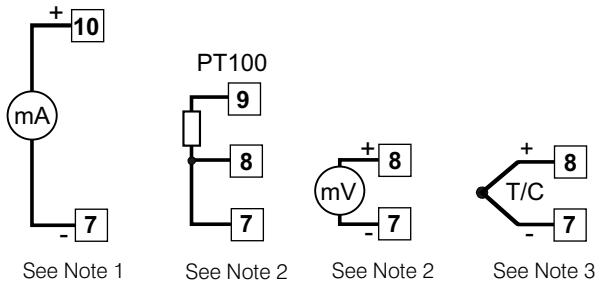 + 10
mA
- 7
See Note 1
PT100
9
8
7
See Note 2
+ 8
mV
- 7
See Note 2
+ 8
T/C
- 7
See Note 3